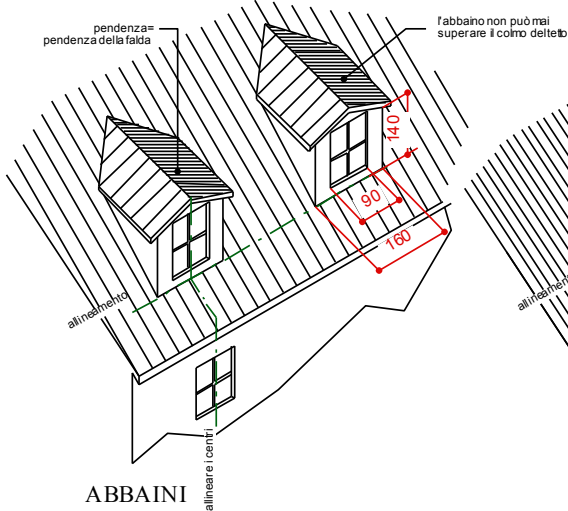 pendenza=
pendenza della falda
l'abbaino non può mai
superare il colmo del tetto
140
90
160
allineamento
allineamento
allineare i centri
ABBAINI